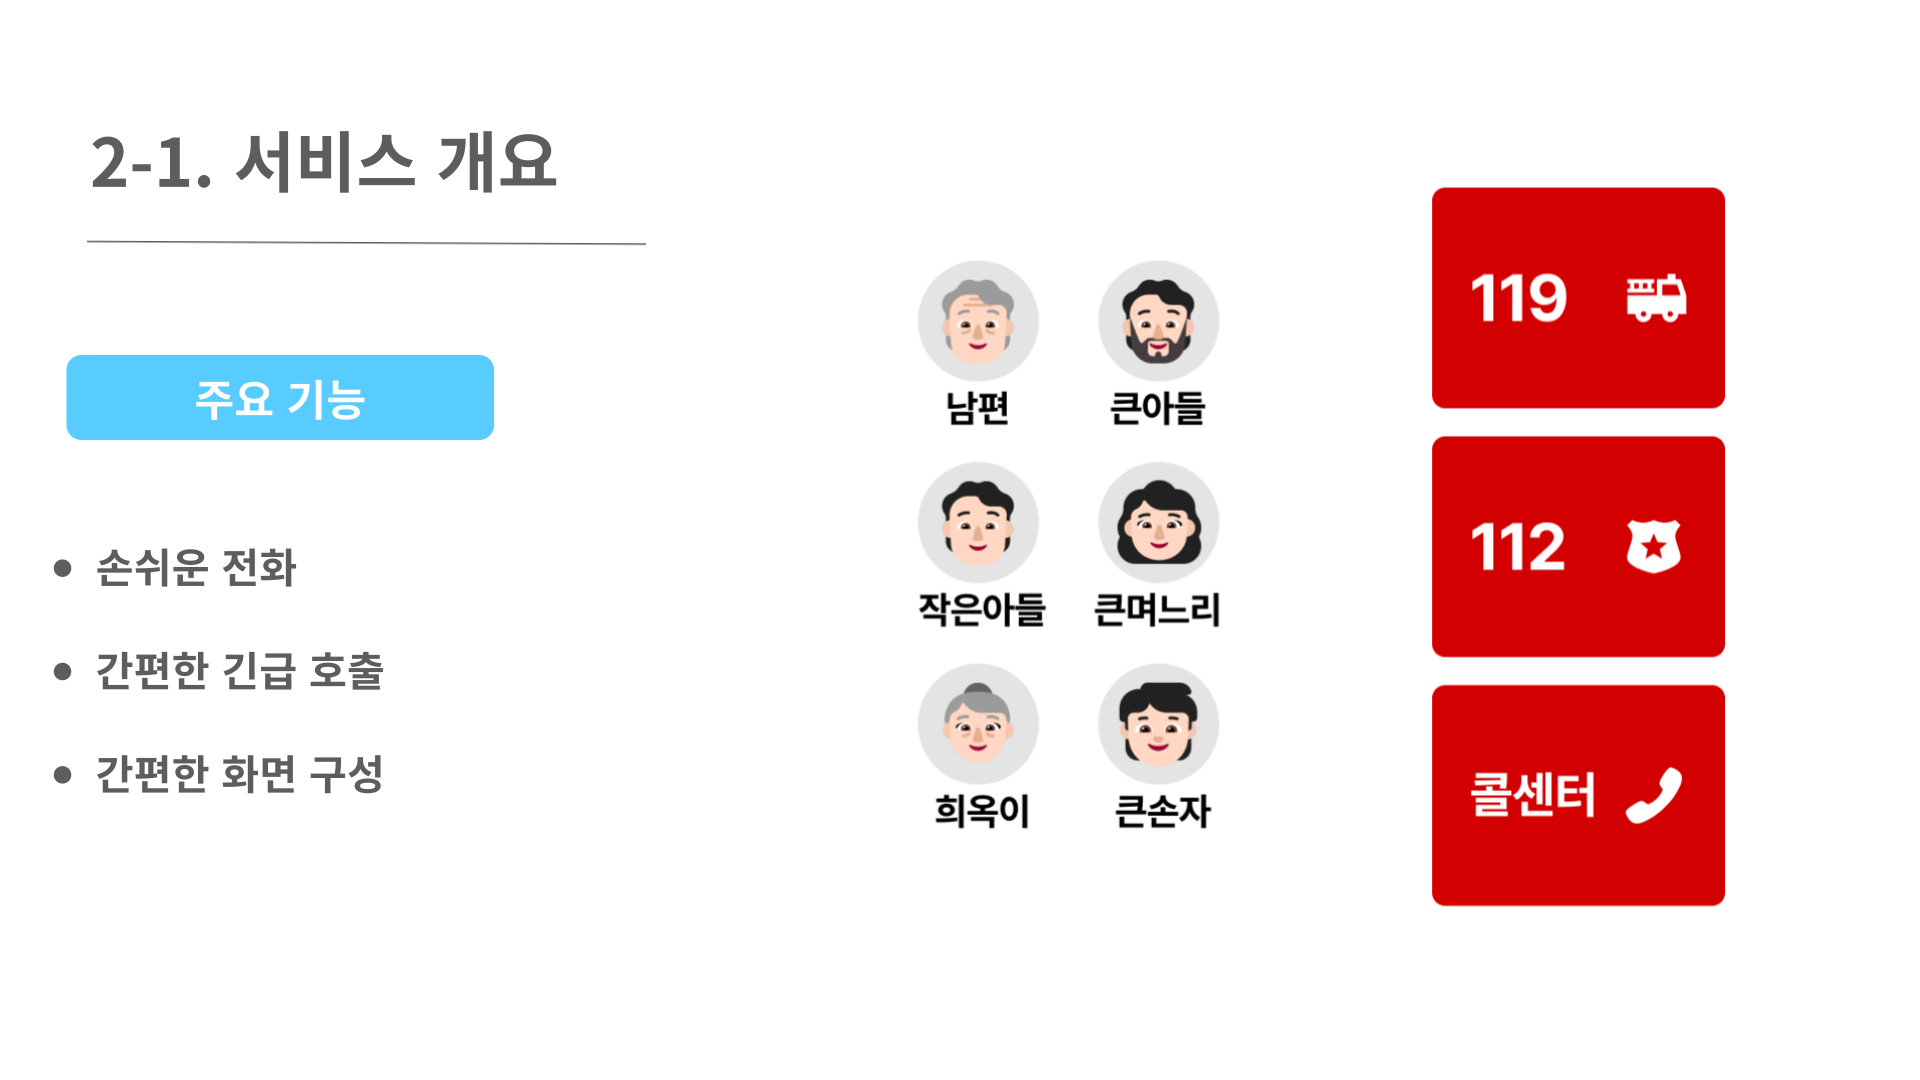 2-1. 서비스 개요
주요 기능
● 손쉬운 전화
● 간편한 긴급 호출
● 간편한 화면 구성
남편
큰아들
작은아들
큰며느리
희옥이
큰손자
119
112
콜센터